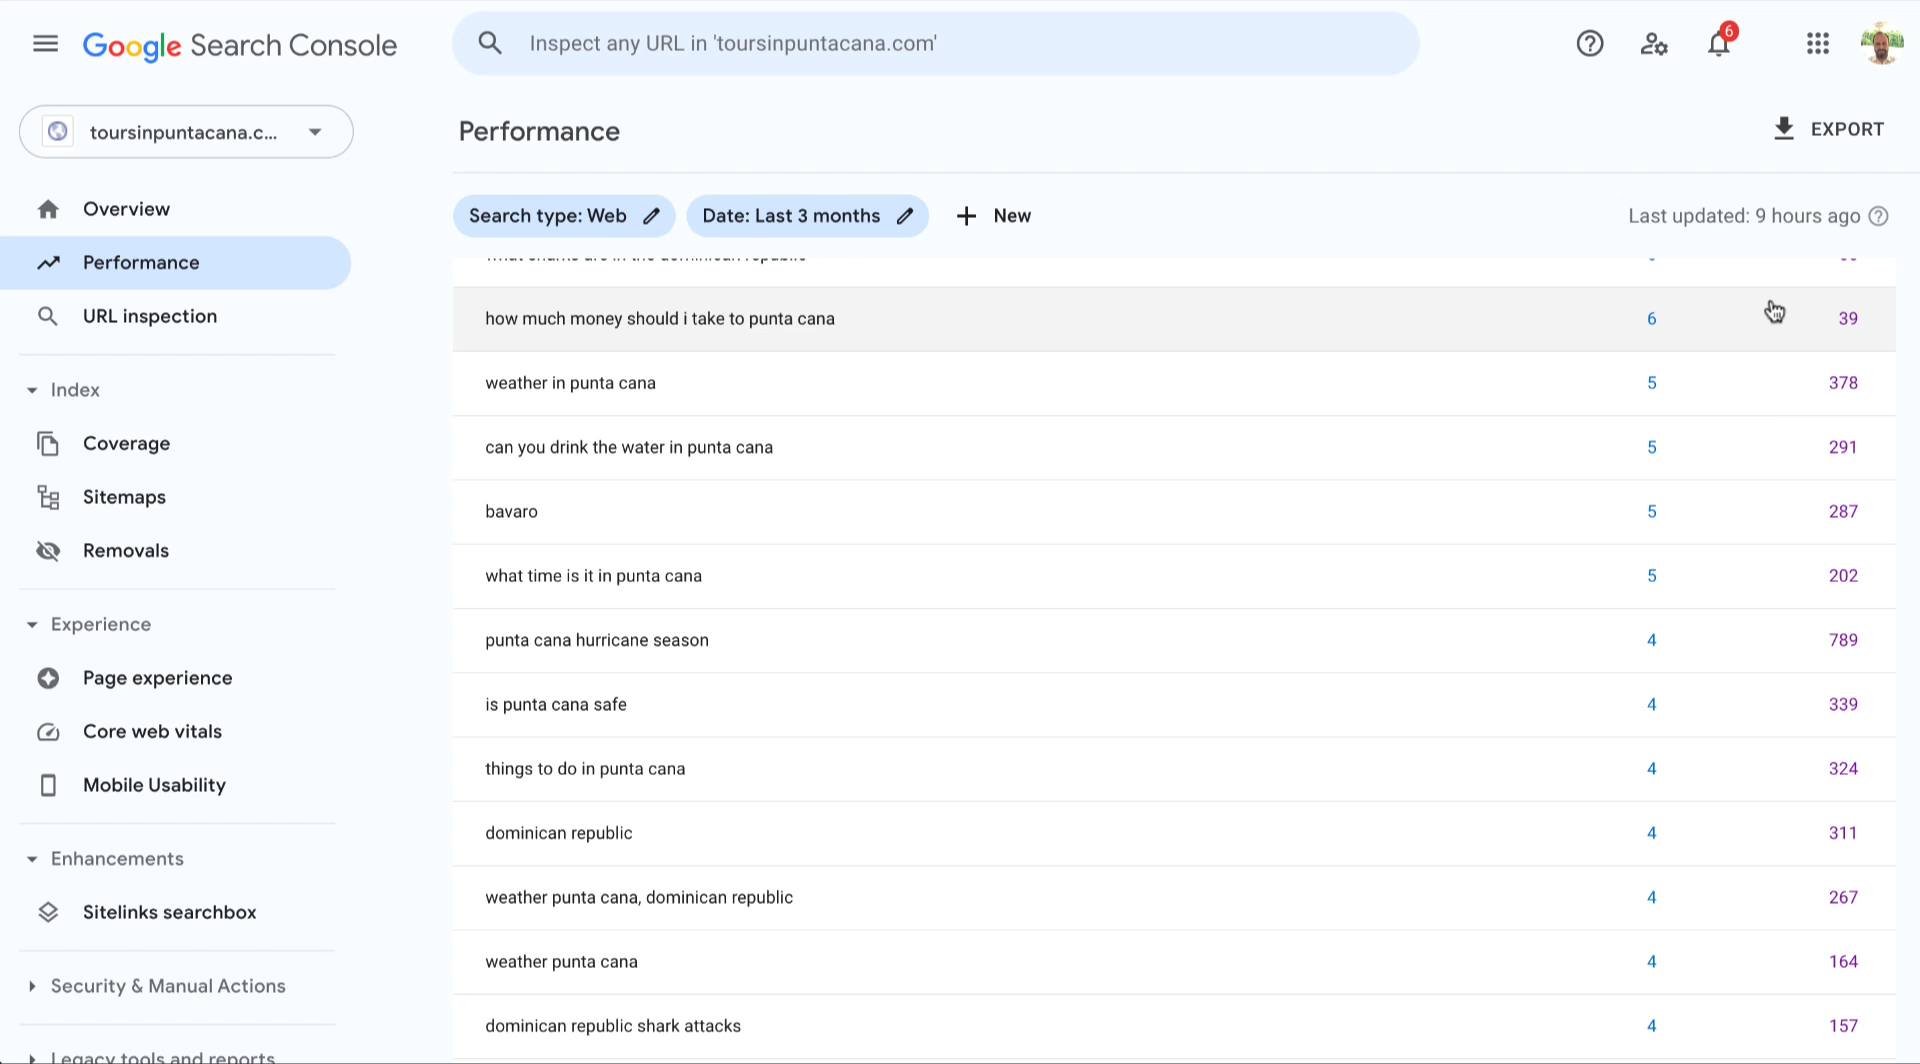 Google Search Console
Inspect any URL in 'toursinpuntacana.com'
6
toursinpuntacana.c...
Performance
EXPORT
Search type: Web
Date: Last 3 months
New
Last updated: 9 hours ago
Overview
Performance
URL inspection
Index
Coverage
Sitemaps
Removals
Experience
Page experience
Core web vitals
Mobile Usability
Enhancements
Sitelinks searchbox
Security & Manual Actions
Legacy tools and reports
how much money should i take to punta cana 6 39
weather in punta cana 5 378
can you drink the water in punta cana 5 291
bavaro 5 287
what time is it in punta cana 5 202
punta cana hurricane season 4 789
is punta cana safe 4 339
things to do in punta cana 4 324
dominican republic 4 311
weather punta cana, dominican republic 4 267
weather punta cana 4 164
dominican republic shark attacks 4 157